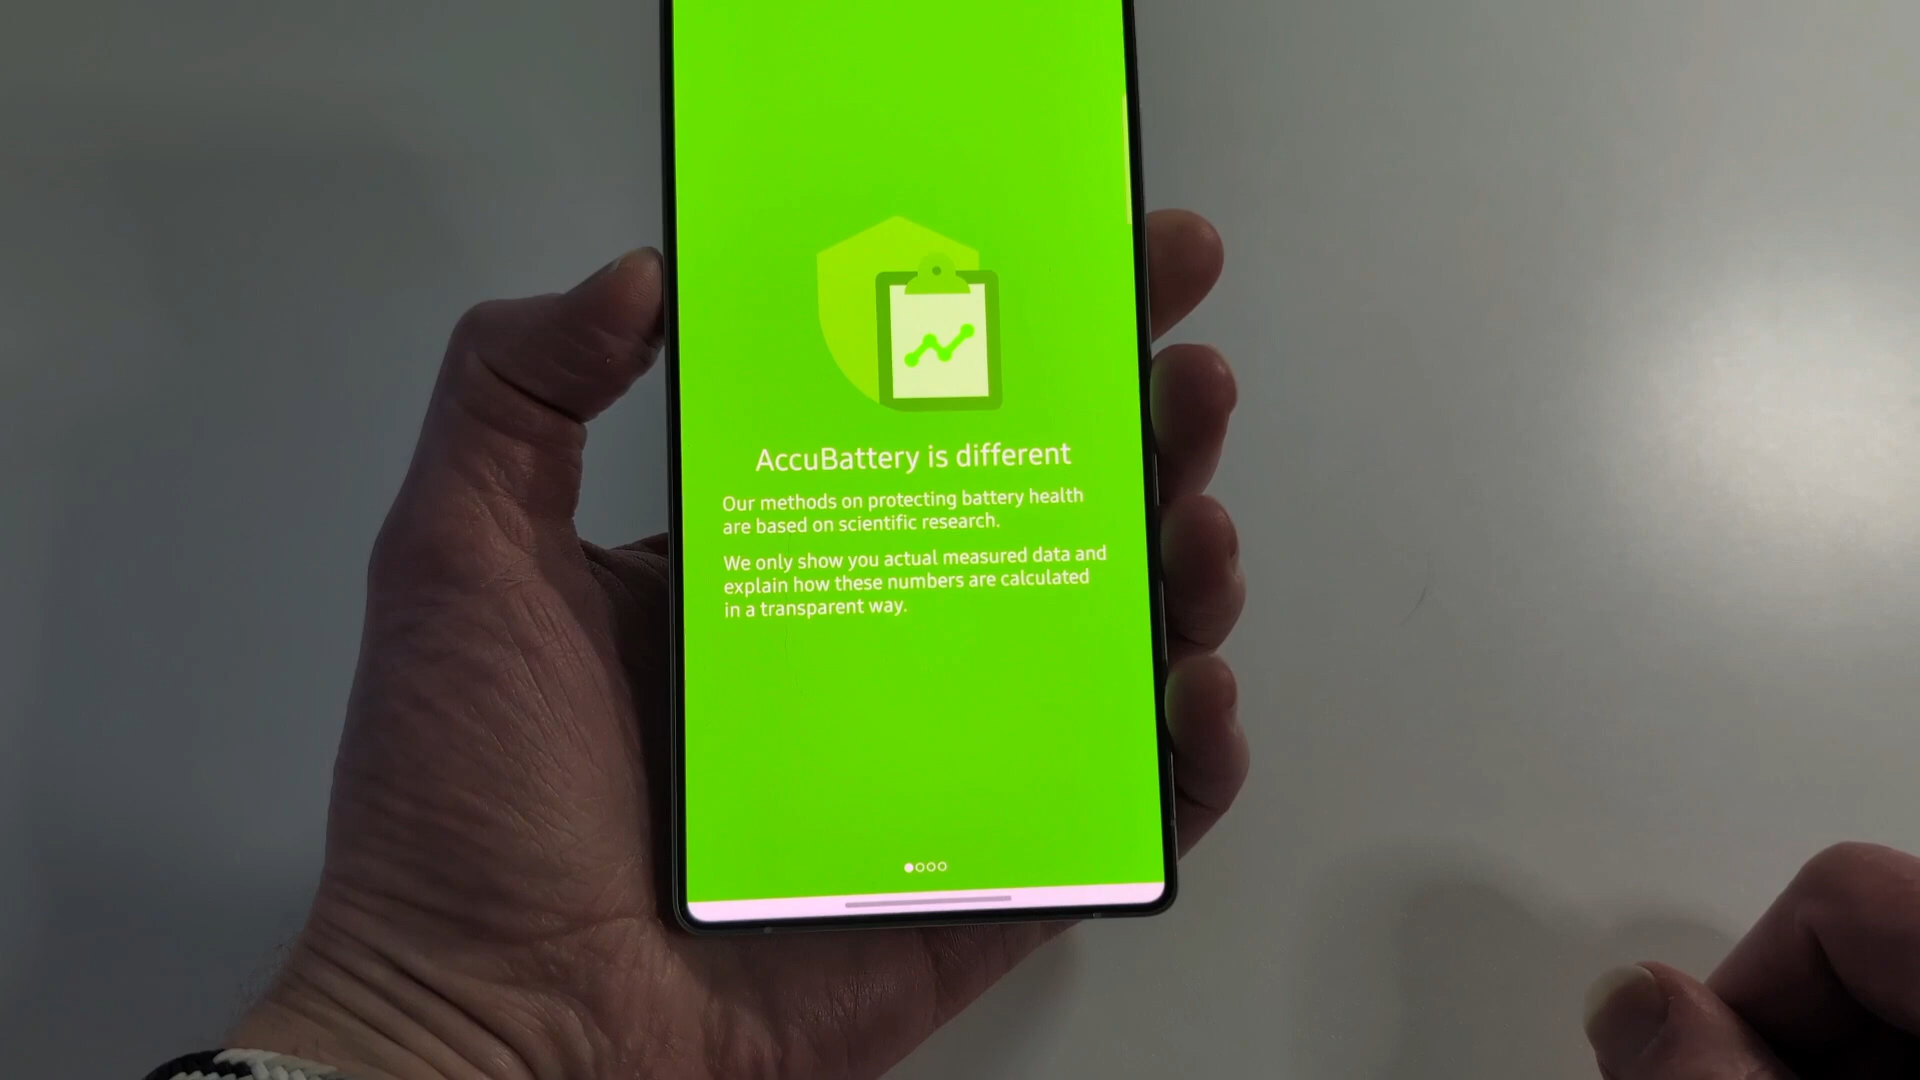 AccuBattery is different
Our methods on protecting battery health
are based on scientific research.
We only show you actual measured data and
explain how these numbers are calculated
in a transparent way.